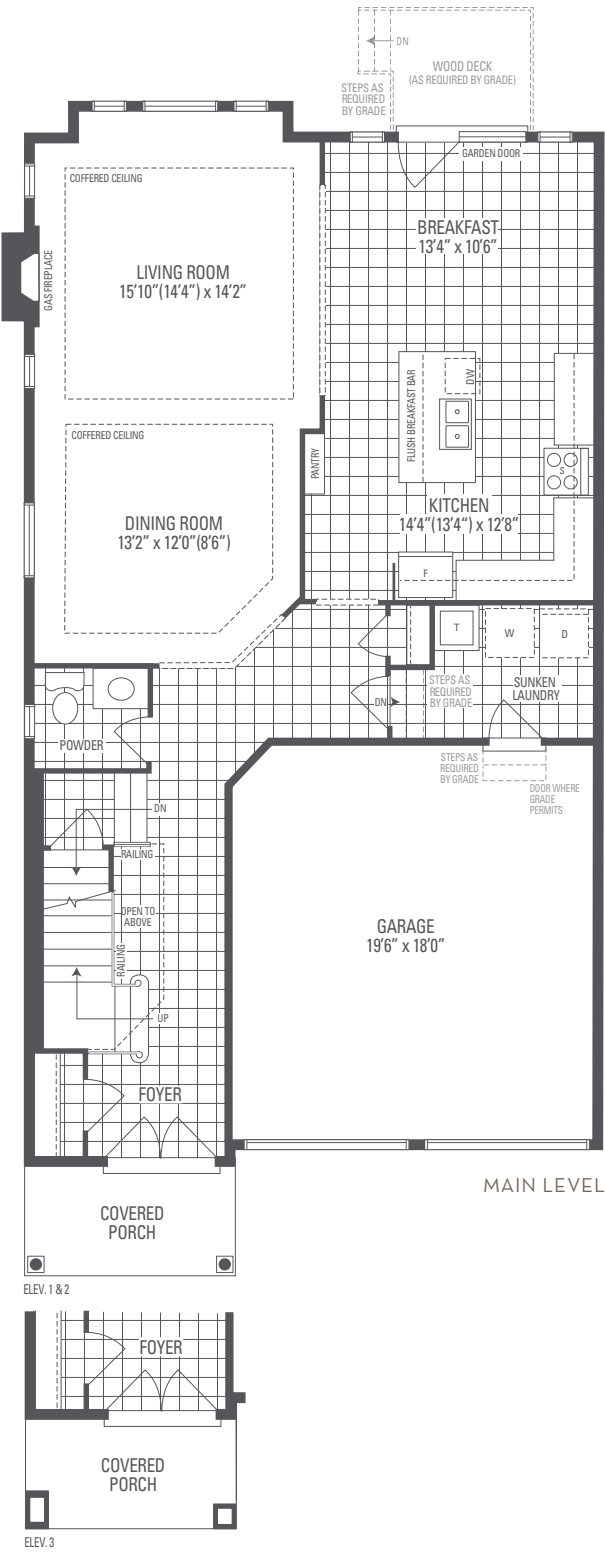 DN
WOOD DECK
(AS REQUIRED BY GRADE)
STEPS AS
REQUIRED
BY GRADE
GARDEN DOOR
COFFERED CEILING
BREAKFAST
13'4” x 10'6”
GAS FIREPLACE
LIVING ROOM
15'10”(14'4”) x 14'2”
FLUSH BREAKFAST BAR
DW
COFFERED CEILING
PANTRY
S
KITCHEN
14'4”(13'4”) x 12'8”
DINING ROOM
13'2” x 12'0”(8'6”)
F
T
W
D
STEPS AS
REQUIRED
BY GRADE
SUNKEN
LAUNDRY
DN
POWDER
STEPS AS
REQUIRED
BY GRADE
DOOR WHERE
GRADE
PERMITS
DN
RAILING
OPEN TO
ABOVE
RAILING
GARAGE
19'6” x 18'0”
UP
FOYER
MAIN LEVEL
COVERED
PORCH
ELEV. 1 & 2
FOYER
COVERED
PORCH
ELEV. 3